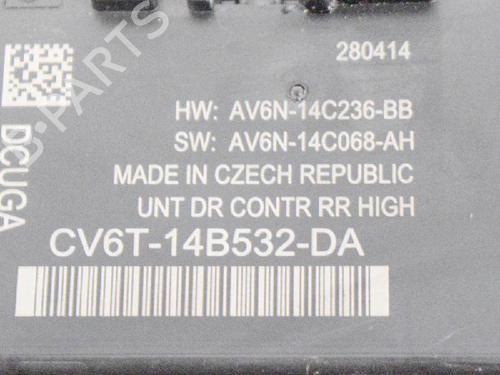 280414
HW: AV6N-14C236-BB
SW: AV6N-14C068-AH
MADE IN CZECH REPUBLIC
UNT DR CONTR RR HIGH
CV6T-14B532-DA
DCUGA
B-PARTS